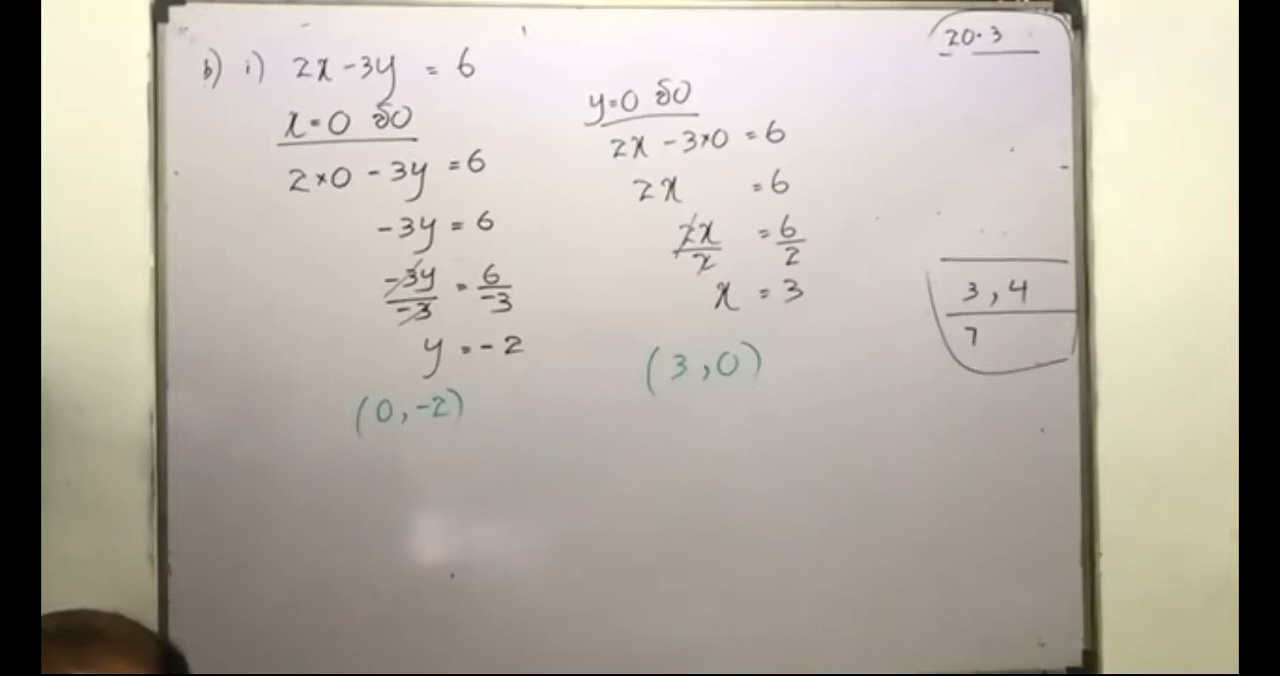 b) i) 2x - 3y = 6
x = 0 විට
2×0 - 3y = 6
-3y = 6
-3y/-3 = 6/-3
y = -2
(0, -2)
y = 0 විට
2x - 3×0 = 6
2x = 6
2x/2 = 6/2
x = 3
(3, 0)
20.3
3, 4
7